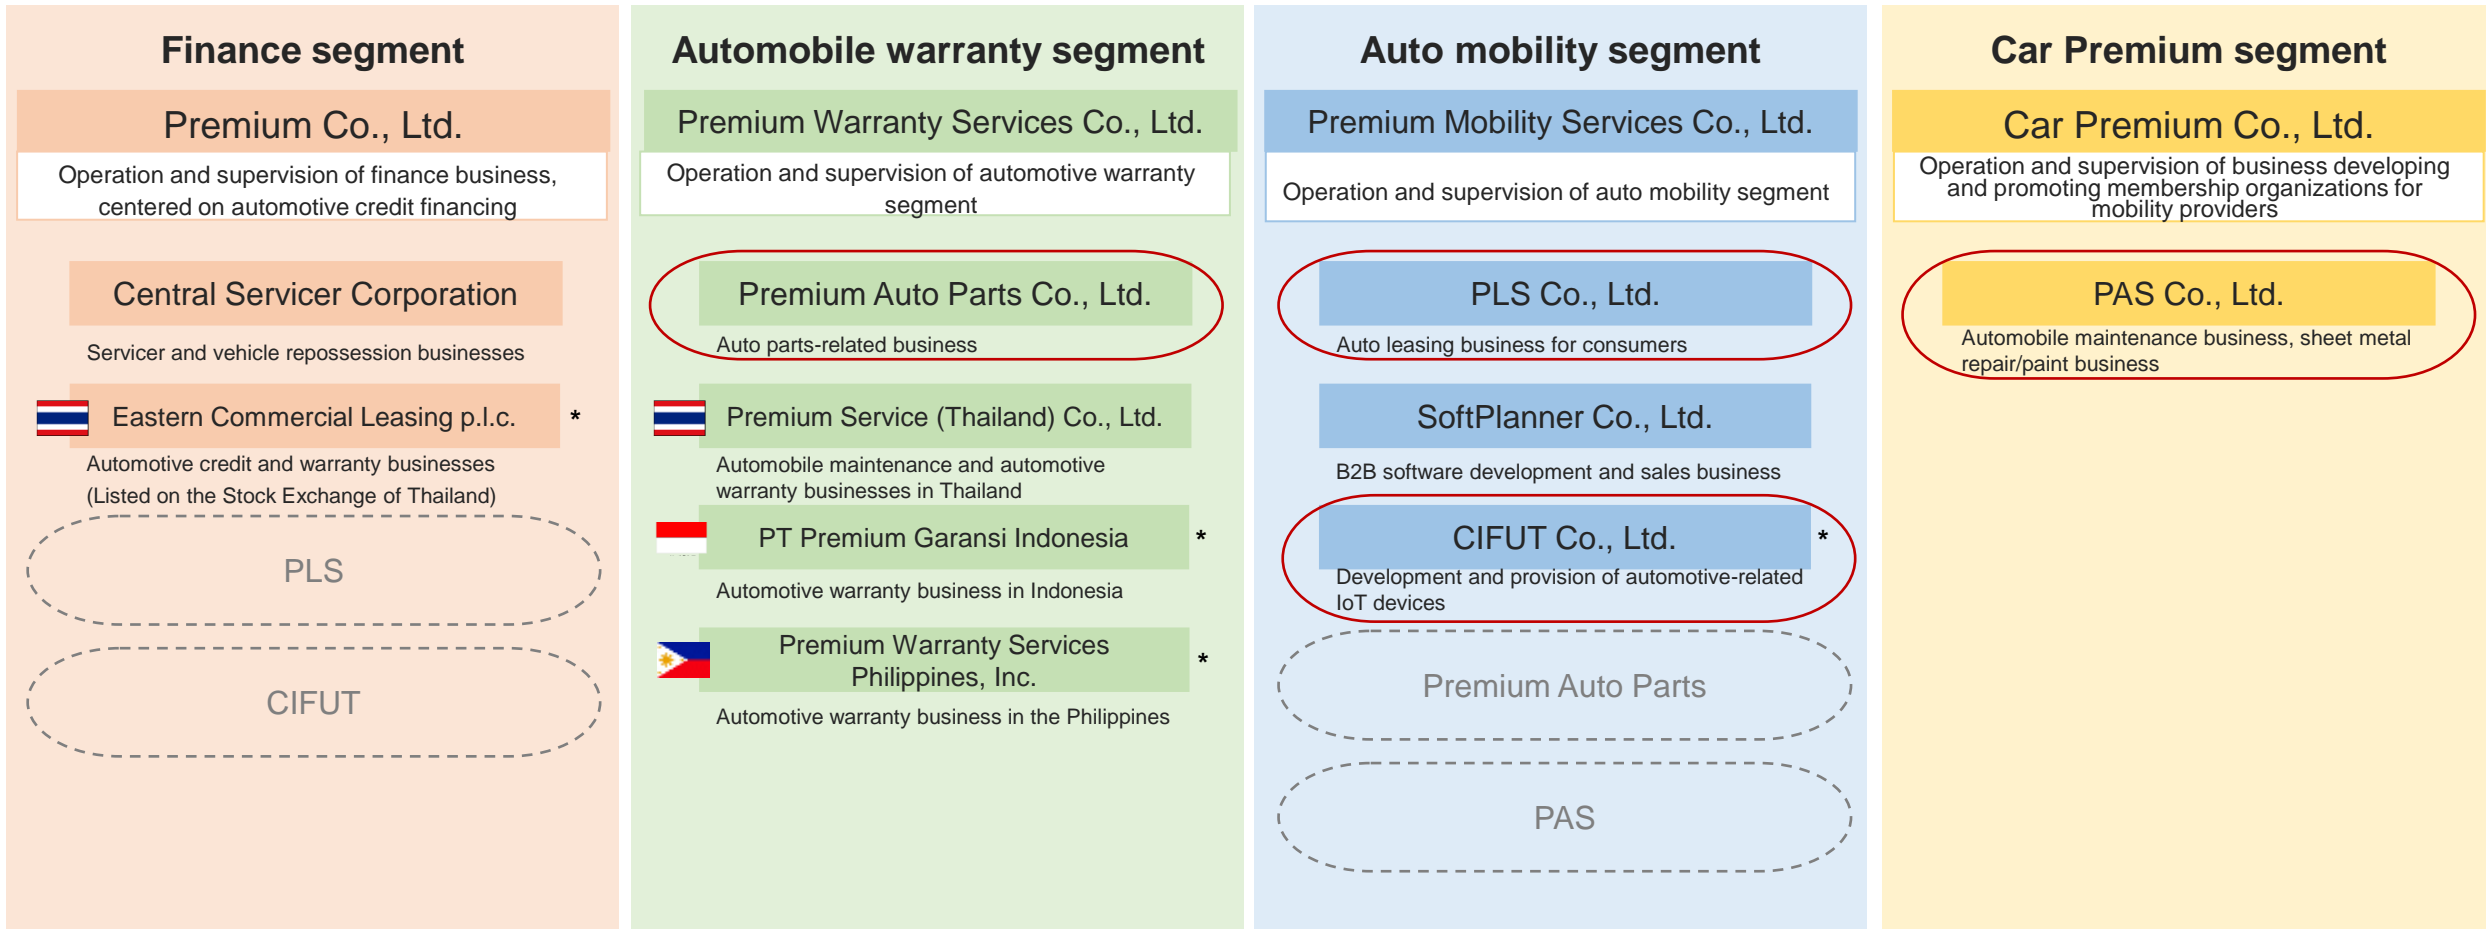 Finance segment
Premium Co., Ltd.
Operation and supervision of finance business,
centered on automotive credit financing
Central Servicer Corporation
Servicer and vehicle repossession businesses
Eastern Commercial Leasing p.l.c.
*
Automotive credit and warranty businesses
(Listed on the Stock Exchange of Thailand)
PLS
CIFUT
Automobile warranty segment
Premium Warranty Services Co., Ltd.
Operation and supervision of automotive warranty
segment
Premium Auto Parts Co., Ltd.
Auto parts-related business
Premium Service (Thailand) Co., Ltd.
Automobile maintenance and automotive
warranty businesses in Thailand
PT Premium Garansi Indonesia
*
Automotive warranty business in Indonesia
Premium Warranty Services
Philippines, Inc.
*
Automotive warranty business in the Philippines
Auto mobility segment
Premium Mobility Services Co., Ltd.
Operation and supervision of auto mobility segment
PLS Co., Ltd.
Auto leasing business for consumers
SoftPlanner Co., Ltd.
B2B software development and sales business
CIFUT Co., Ltd.
*
Development and provision of automotive-related
IoT devices
Premium Auto Parts
PAS
Car Premium segment
Car Premium Co., Ltd.
Operation and supervision of business developing
and promoting membership organizations for
mobility providers
PAS Co., Ltd.
Automobile maintenance business, sheet metal
repair/paint business